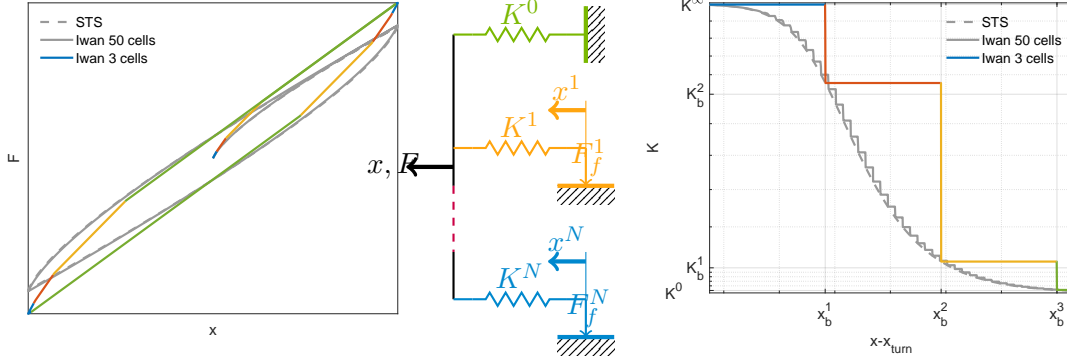 F
STS
Iwan 50 cells
Iwan 3 cells
x
K^0
x^1
K^1
F_f^1
x, F
x^N
K^N
F_f^N
K
K^∞
K_b^2
K_b^1
K^0
STS
Iwan 50 cells
Iwan 3 cells
x_b^1
x_b^2
x_b^3
x-x_turn